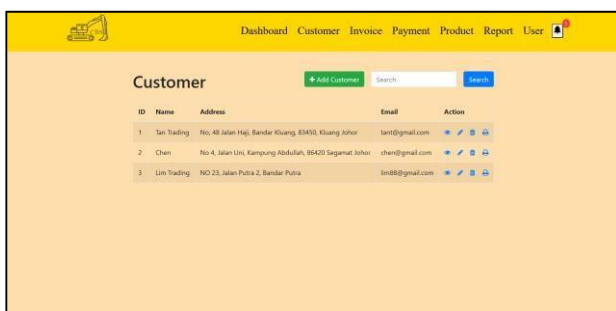 Dashboard Customer Invoice Payment Product Report User
Customer
+ Add Customer Search Search
ID Name Address Email Action
1 Tan Trading No, 48 Jalan Haji, Bandar Kluang, 83450, Kluang Johor tant@gmail.com
2 Chen No 4, Jalan Uni, Kampung Abdullah, 86420 Segamat Johor chen@gmail.com
3 Lim Trading NO 23, Jalan Putra 2, Bandar Putra lim88@gmail.com